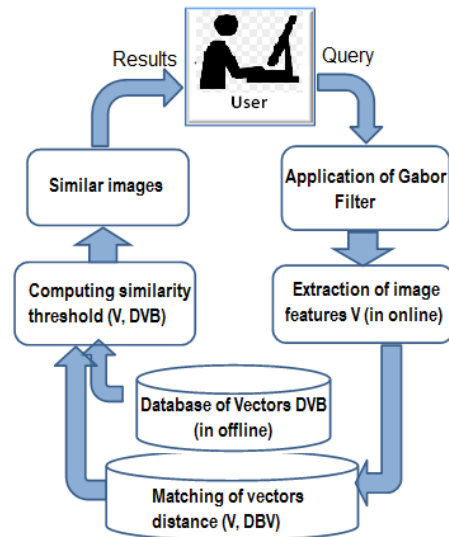 Results
Query
User
Application of Gabor
Filter
Extraction of image
features V (in online)
Matching of vectors
distance (V, DBV)
Database of Vectors DVB
(in offline)
Computing similarity
threshold (V, DVB)
Similar images